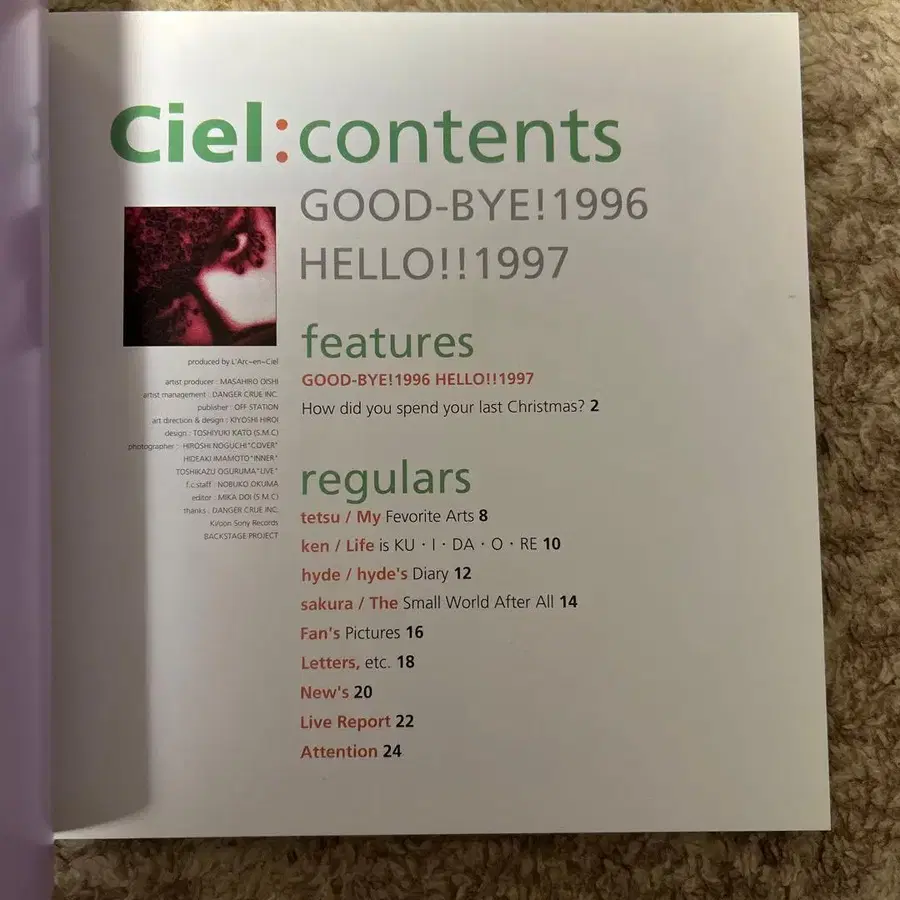 Ciel:contents
GOOD-BYE!1996
HELLO!!1997
produced by L'Arc~en~Ciel
artist producer : MASAHIRO OISHI
artist management : DANGER CRUE INC.
publisher : OFF STATION
art direction & design : KIYOSHI HIROI
design : TOSHIYUKI KATO (S.M.C)
photographer : HIROSHI NOGUCHI"COVER"
HIDEAKI IMAMOTO"INNER"
TOSHIKAZU OGURUMA"LIVE"
f.c.staff : NOBUKO OKUMA
editor : MIKA DOI (S.M.C)
thanks : DANGER CRUE INC.
Ki/oon Sony Records
BACKSTAGE PROJECT
features
GOOD-BYE!1996 HELLO!!1997
How did you spend your last Christmas? 2
regulars
tetsu / My Fevorite Arts 8
ken / Life is KU・I・DA・O・RE 10
hyde / hyde's Diary 12
sakura / The Small World After All 14
Fan's Pictures 16
Letters, etc. 18
New's 20
Live Report 22
Attention 24